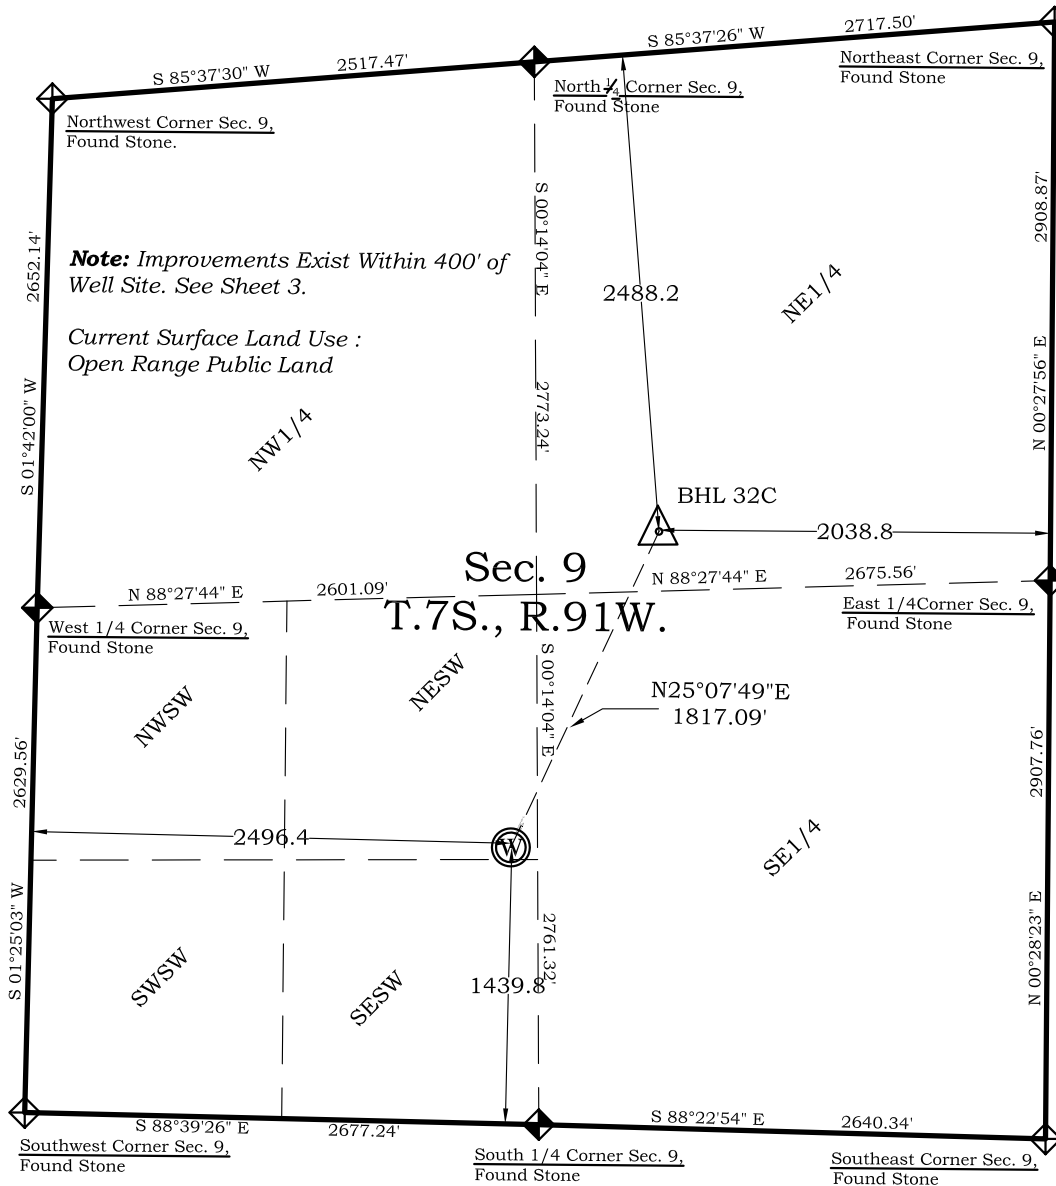 S 85°37'30" W
2517.47'
S 85°37'26" W
2717.50'
Northwest Corner Sec. 9,
Found Stone.
North 1/4 Corner Sec. 9,
Found Stone
Northeast Corner Sec. 9,
Found Stone
2652.14'
S 01°42'00" W
Note: Improvements Exist Within 400' of
Well Site. See Sheet 3.
Current Surface Land Use :
Open Range Public Land
S 00°14'04" E
2773.24'
2488.2
NE1/4
2908.87'
N 00°27'56" E
NW1/4
BHL 32C
2038.8
Sec. 9
T.7S., R.91W.
N 88°27'44" E
2601.09'
N 88°27'44" E
2675.56'
West 1/4 Corner Sec. 9,
Found Stone
East 1/4Corner Sec. 9,
Found Stone
NWSW
NESW
S 00°14'04" E
N25°07'49"E
1817.09'
2629.56'
S 01°25'03" W
2907.76'
N 00°28'23" E
2496.4
W
SE1/4
2761.32'
1439.8
SWSW
SESW
S 88°39'26" E
2677.24'
S 88°22'54" E
2640.34'
Southwest Corner Sec. 9,
Found Stone
South 1/4 Corner Sec. 9,
Found Stone
Southeast Corner Sec. 9,
Found Stone